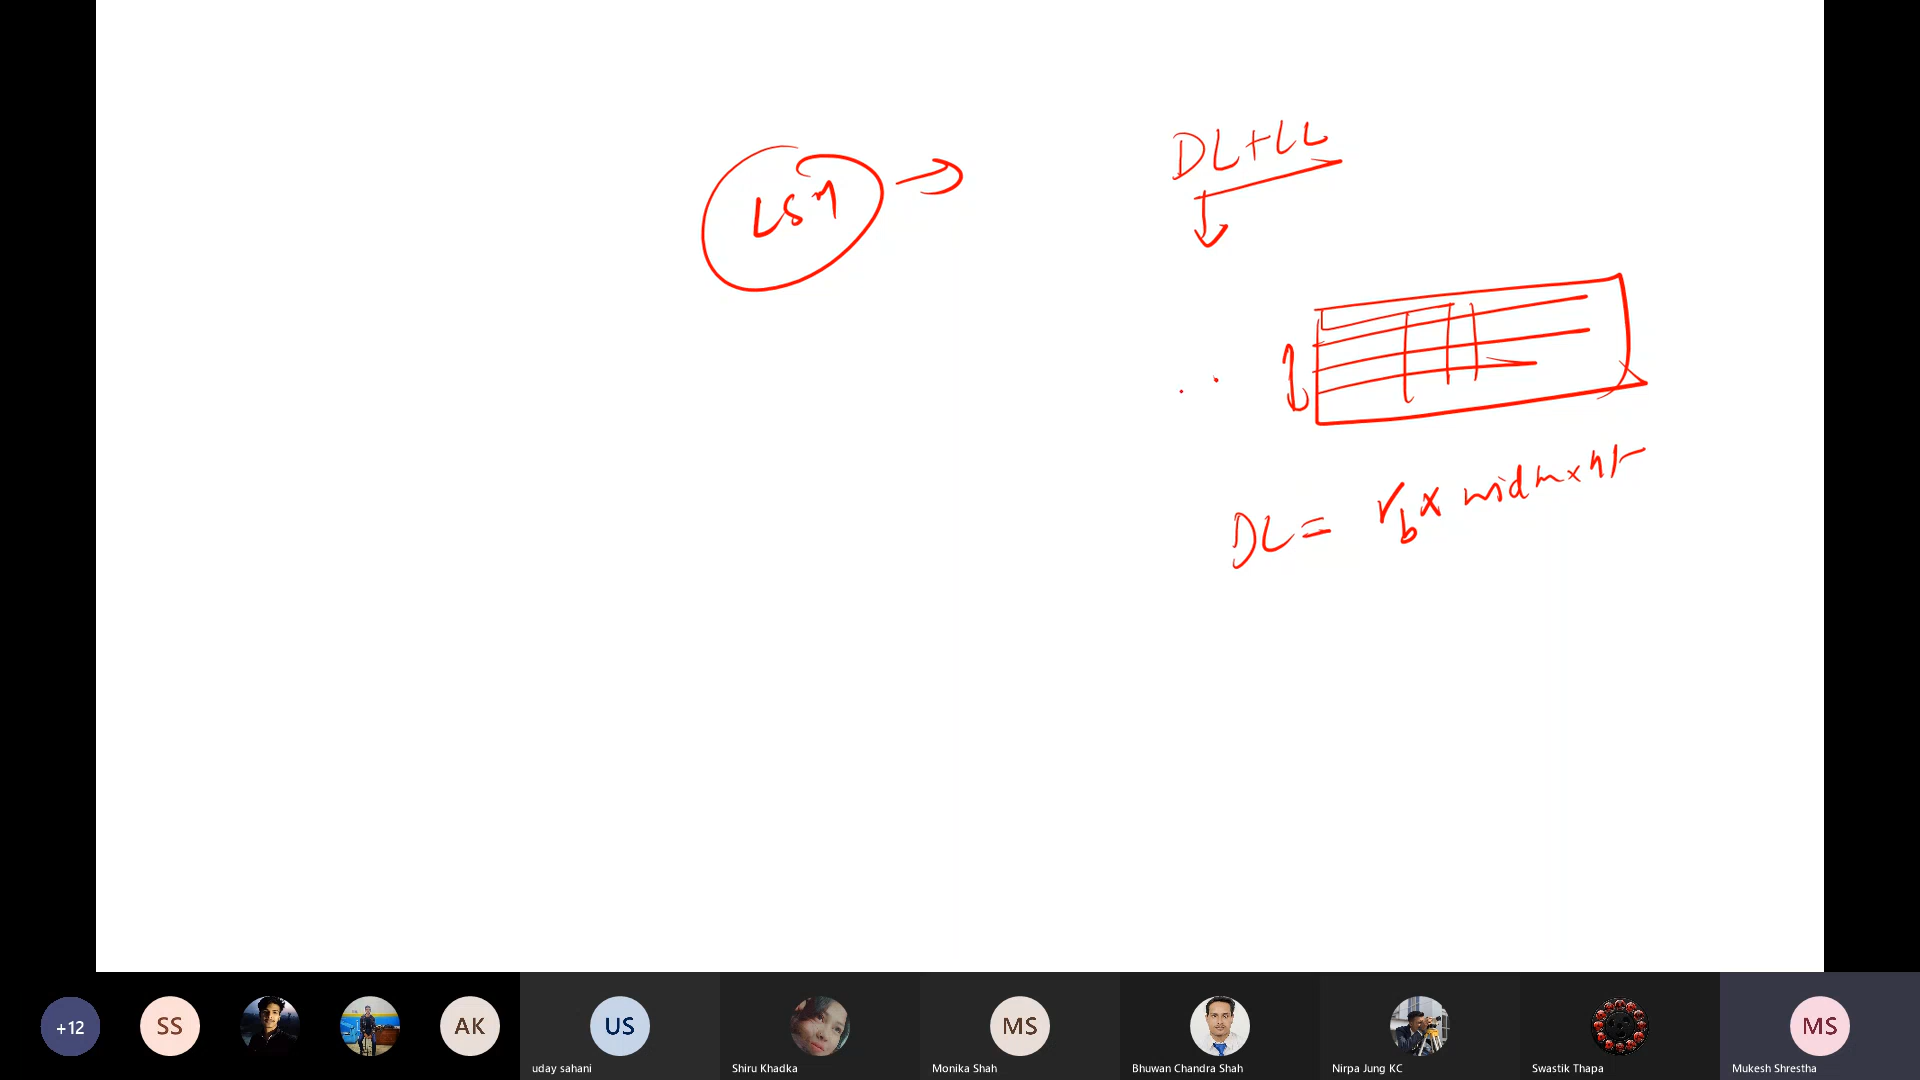 LSM
DL+LL
DL = γb x width x ht
+12
SS
AK
US
MS
MS
uday sahani
Shiru Khadka
Monika Shah
Bhuwan Chandra Shah
Nirpa Jung KC
Swastik Thapa
Mukesh Shrestha